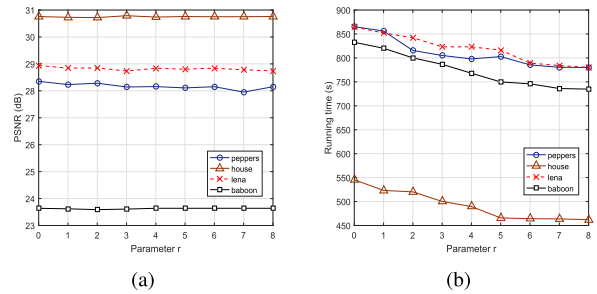 31
30
29
28
27
26
25
24
23
PSNR (dB)
0 1 2 3 4 5 6 7 8
Parameter r
peppers
house
lena
baboon
(a)
900
850
800
750
700
650
600
550
500
450
Running time (s)
0 1 2 3 4 5 6 7 8
Parameter r
peppers
house
lena
baboon
(b)